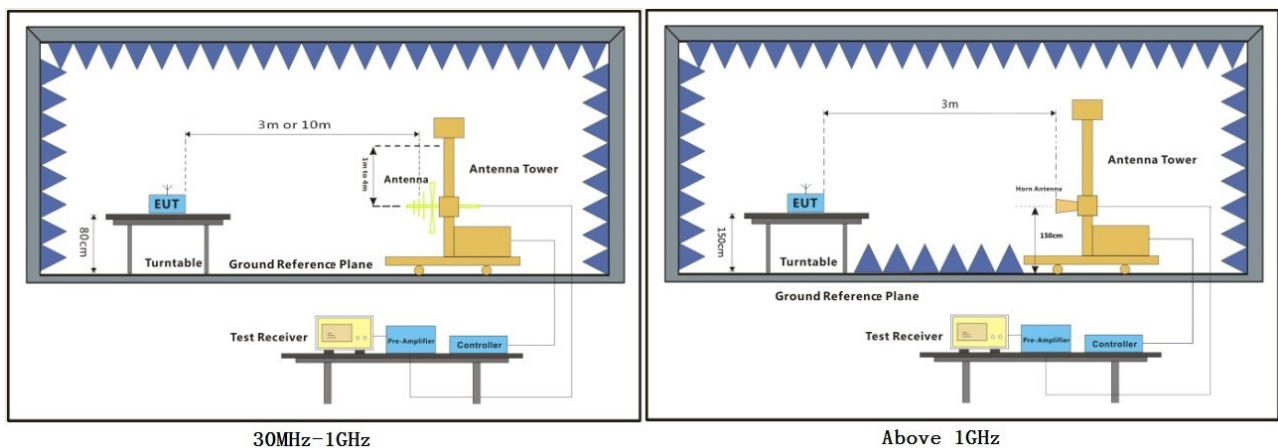 3m or 10m
1m to 4m
Antenna
Antenna Tower
EUT
80cm
Turntable
Ground Reference Plane
Test Receiver
Pre-Amplifier
Controller
30MHz-1GHz
3m
Antenna Tower
Horn Antenna
EUT
150cm
150cm
Turntable
Ground Reference Plane
Test Receiver
Pre-Amplifier
Controller
Above 1GHz